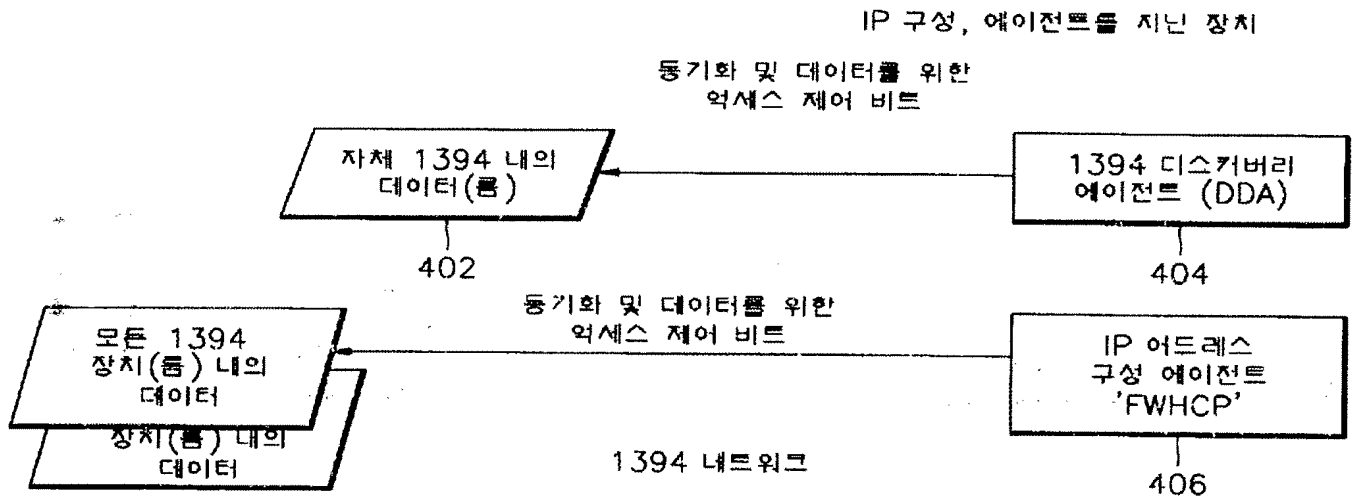 IP 구성, 에이전트를 지닌 장치
동기화 및 데이터를 위한
억세스 제어 비트
자체 1394 내의
데이터(롬)
1394 디스커버리
에이전트 (DDA)
402
404
동기화 및 데이터를 위한
억세스 제어 비트
모든 1394
장치(롬) 내의
데이터
IP 어드레스
구성 에이전트
'FWHCP'
장치(롬) 내의
데이터
1394 네트워크
406